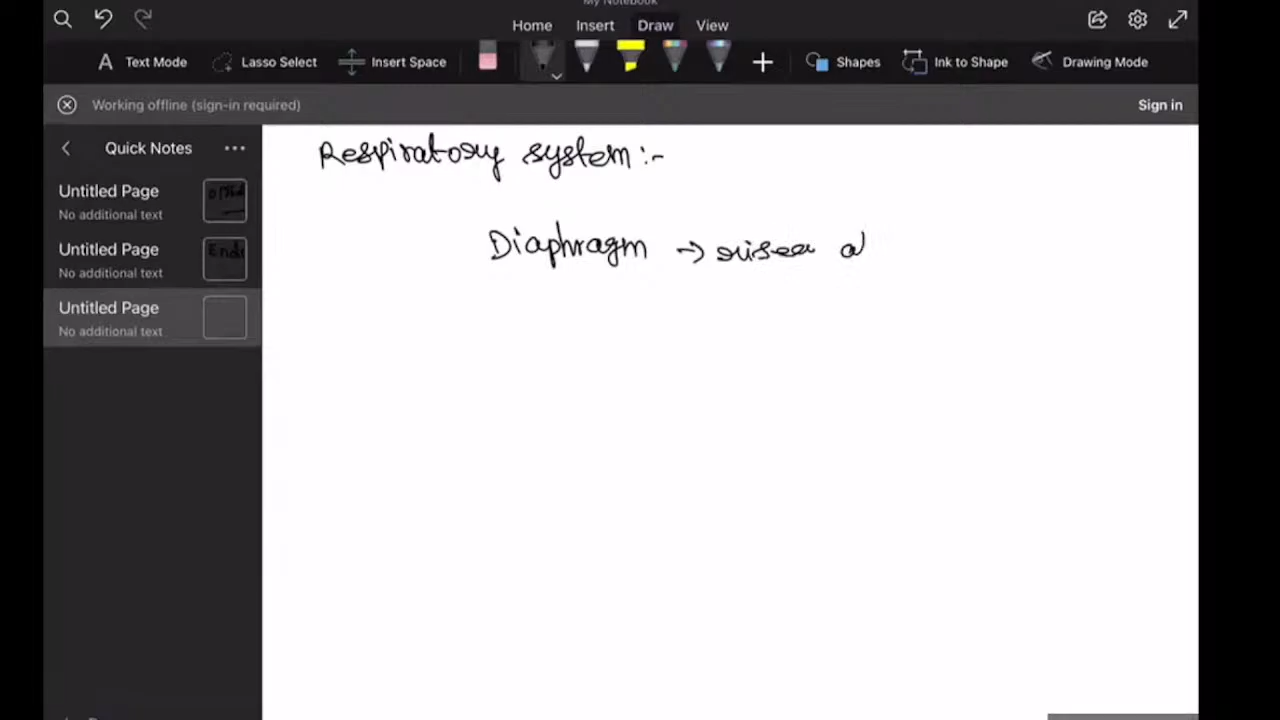 My Notebook
Home Insert Draw View
Text Mode Lasso Select Insert Space Shapes Ink to Shape Drawing Mode
Working offline (sign-in required) Sign in
Quick Notes
Untitled Page
No additional text
Untitled Page
No additional text
Untitled Page
No additional text
Respiratory system :-
Diaphragm →